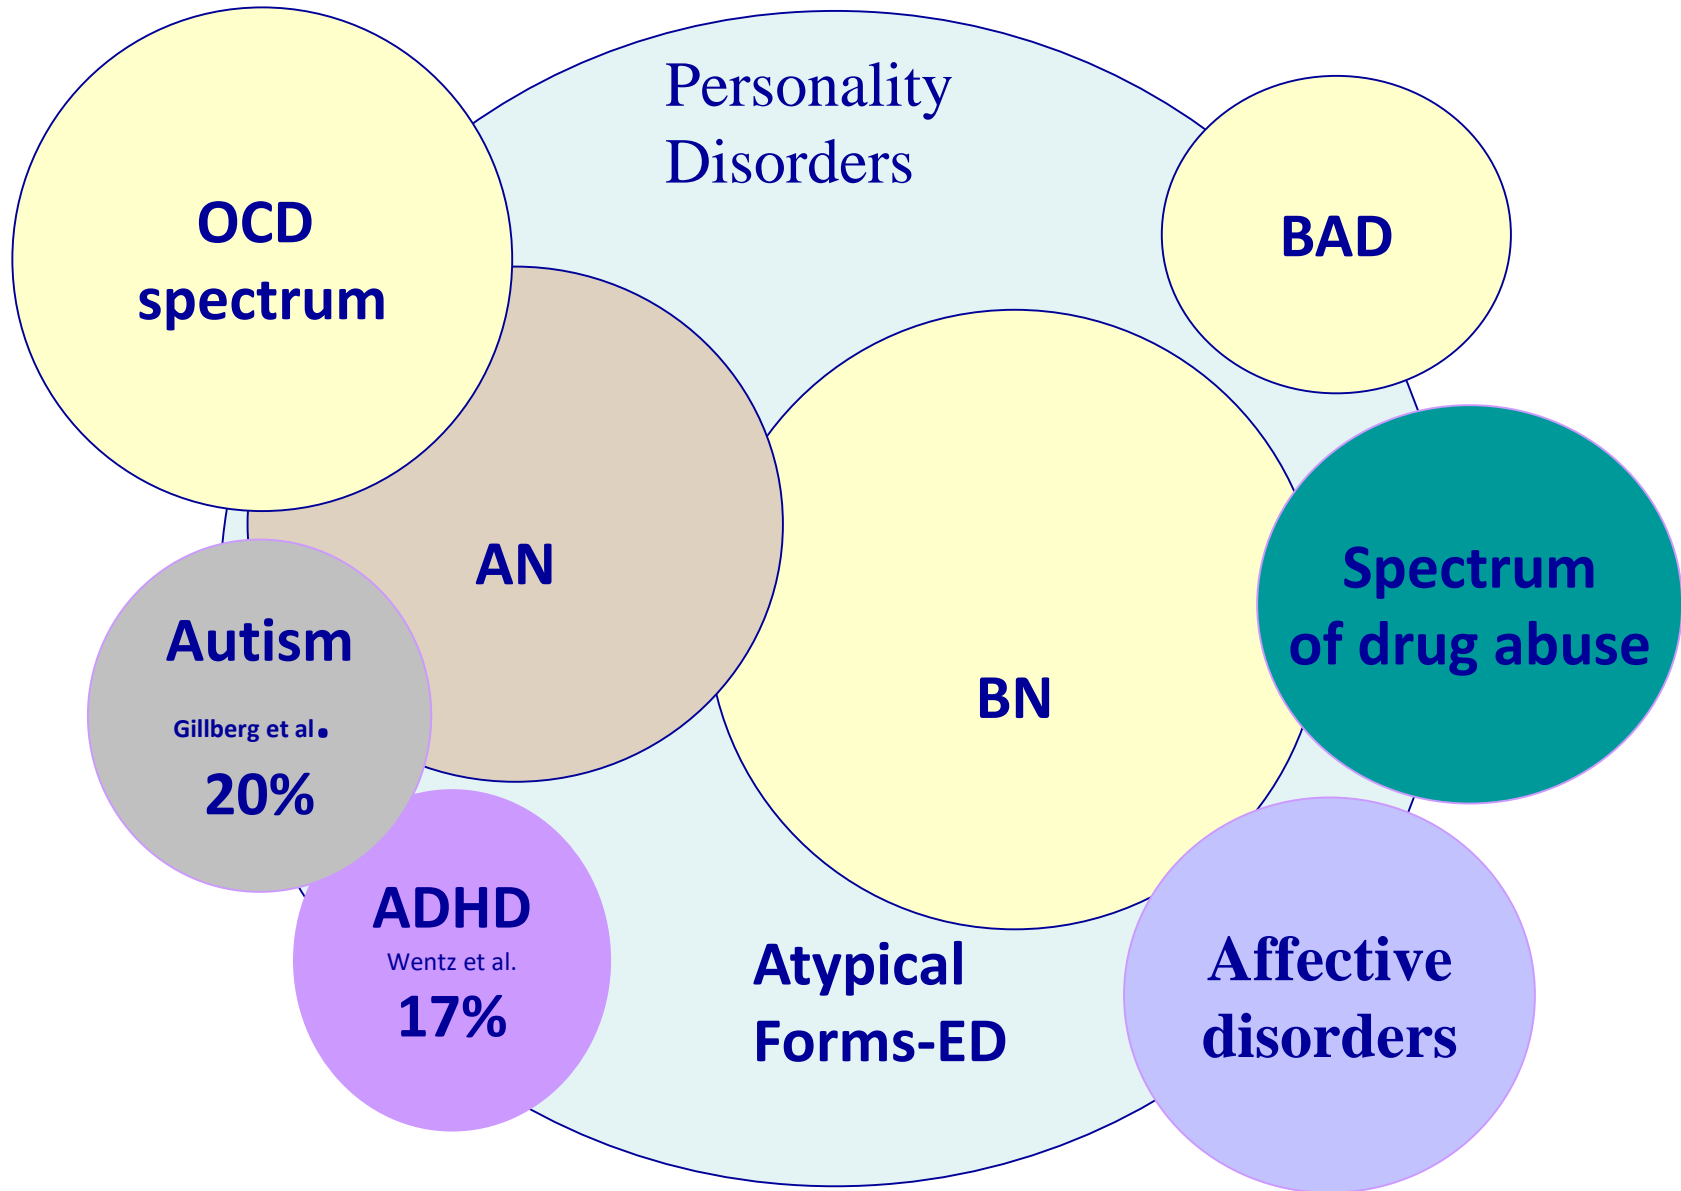 Personality
Disorders
OCD
spectrum
BAD
AN
Spectrum
of drug abuse
Autism
Gillberg et al.
20%
BN
ADHD
Wentz et al.
17%
Atypical
Forms-ED
Affective
disorders